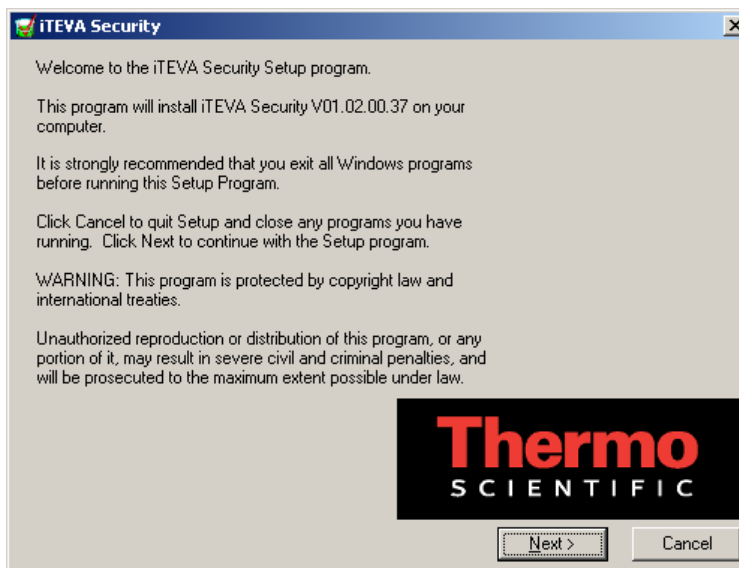 iTEVA Security
Welcome to the iTEVA Security Setup program.
This program will install iTEVA Security V01.02.00.37 on your
computer.
It is strongly recommended that you exit all Windows programs
before running this Setup Program.
Click Cancel to quit Setup and close any programs you have
running.  Click Next to continue with the Setup program.
WARNING: This program is protected by copyright law and
international treaties.
Unauthorized reproduction or distribution of this program, or any
portion of it, may result in severe civil and criminal penalties, and
will be prosecuted to the maximum extent possible under law.
Thermo
SCIENTIFIC
Next >
Cancel